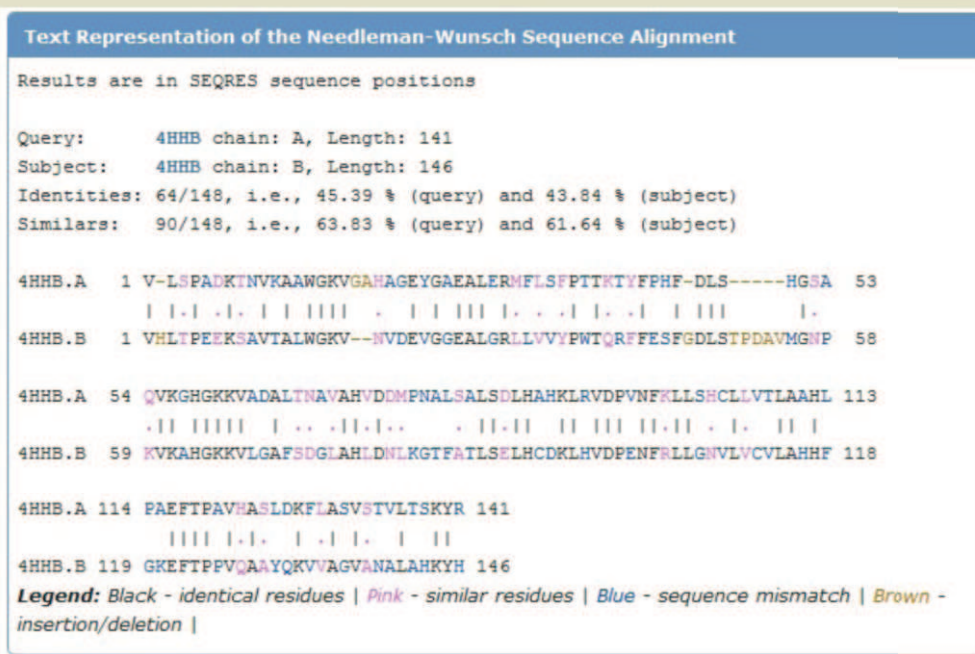 Text Representation of the Needleman-Wunsch Sequence Alignment
Results are in SEQRES sequence positions
Query: 4HHB chain: A, Length: 141
Subject: 4HHB chain: B, Length: 146
Identities: 64/148, i.e., 45.39 % (query) and 43.84 % (subject)
Similars: 90/148, i.e., 63.83 % (query) and 61.64 % (subject)
4HHB.A 1 V-LSPADKTNVKAAWGKVGAHAGEYGAEALERMFLSFPTTKTYFPHF-DLS-----HGSA 53
| |.| . |.| | | |||| . | | ||| |. . . | . .| | ||| |.
4HHB.B 1 VHLTPEEKSAVTALWGKV--NVDEVGGEALGRLLVVYPWTQRFFESFGDLSTPDAVMGNP 58
4HHB.A 54 QVKGHGKKVADALTNAVAHVDDMPNALSALSDLHAHKLRVDPVNFKLLSHCLLVTLAAHL 113
.|| ||||| | .. .||.|.. . .||.|| || ||| ||.|| . |. || |
4HHB.B 59 KVKAHGKKVLGAFSDGLAHLDNLKGTFATLSELHCDKLHVDPENFRLLGNVLVCVLAHHF 118
4HHB.A 114 PAEFTPAVHASLDKFLASVSTVLTSKYR 141
|||| |.|. | .| |. | ||
4HHB.B 119 GKEFTPPVQAAYQKVVAGVANALAHKYH 146
Legend: Black - identical residues | Pink - similar residues | Blue - sequence mismatch | Brown -
insertion/deletion |